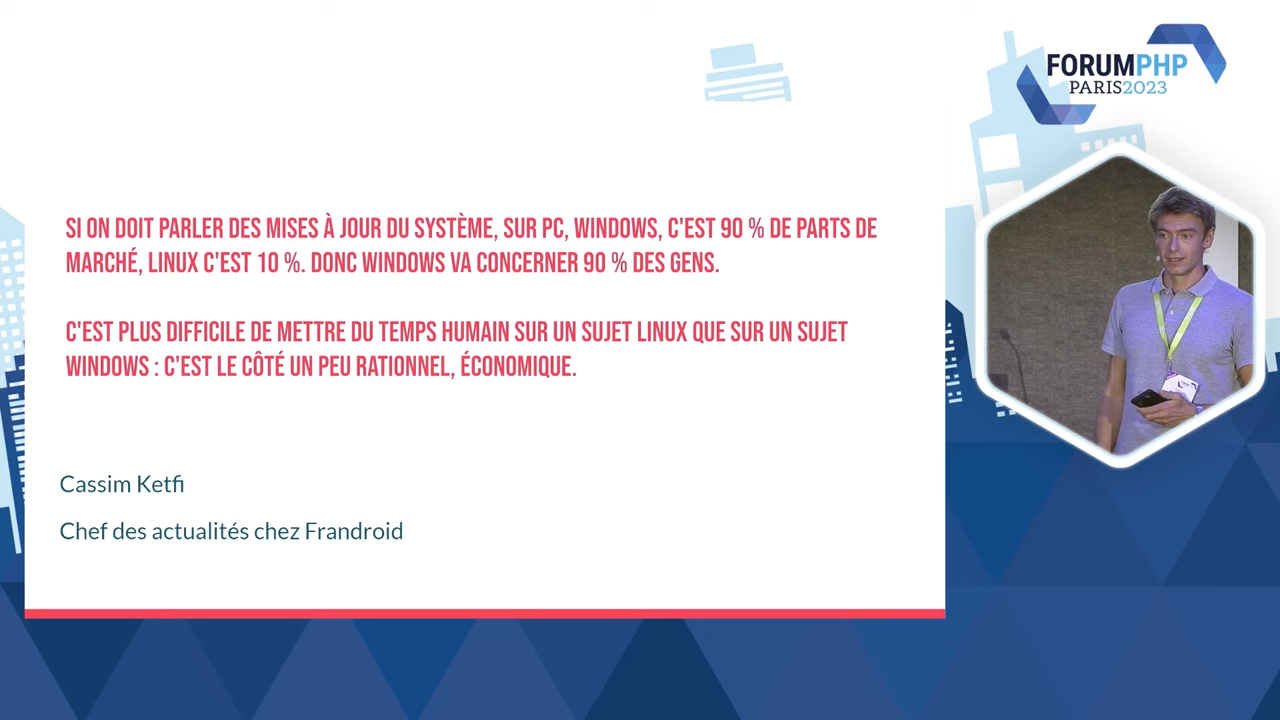 FORUMPHP
PARIS2023
SI ON DOIT PARLER DES MISES À JOUR DU SYSTÈME, SUR PC, WINDOWS, C'EST 90 % DE PARTS DE
MARCHÉ, LINUX C'EST 10 %. DONC WINDOWS VA CONCERNER 90 % DES GENS.
C'EST PLUS DIFFICILE DE METTRE DU TEMPS HUMAIN SUR UN SUJET LINUX QUE SUR UN SUJET
WINDOWS : C'EST LE CÔTÉ UN PEU RATIONNEL, ÉCONOMIQUE.
Cassim Ketfi
Chef des actualités chez Frandroid